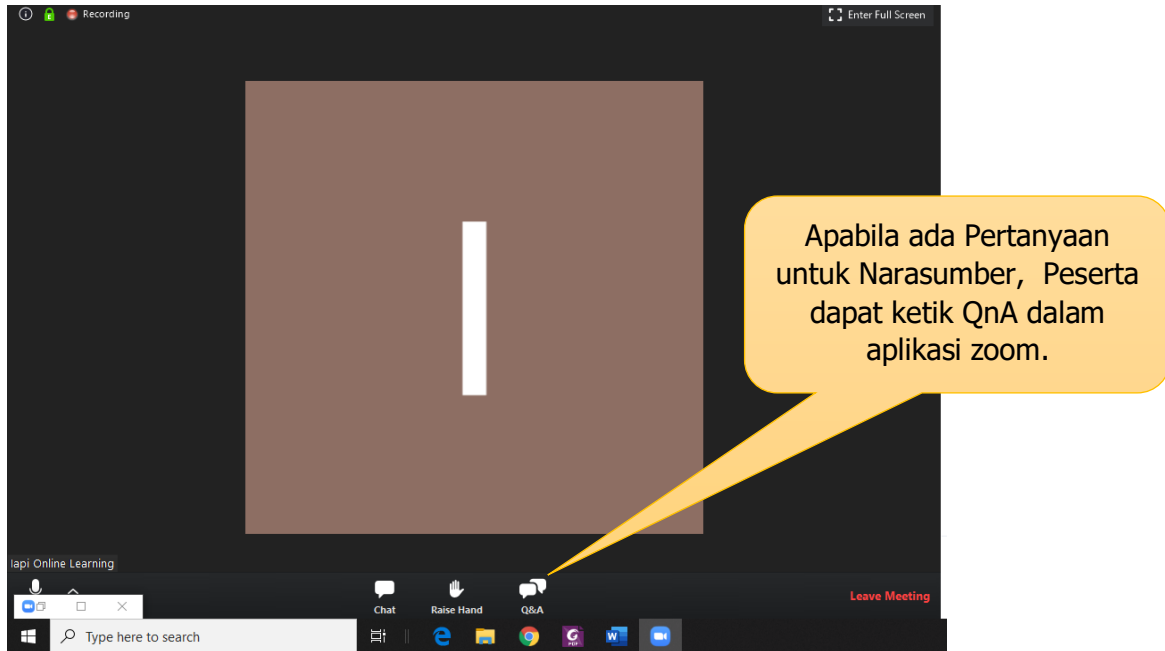 Recording
Enter Full Screen
I
Apabila ada Pertanyaan
untuk Narasumber, Peserta
dapat ketik QnA dalam
aplikasi zoom.
Iapi Online Learning
Chat Raise Hand Q&A Leave Meeting
Type here to search